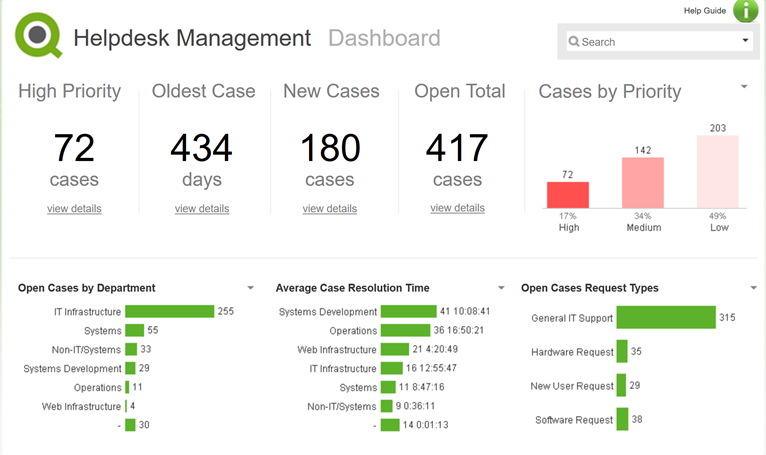 Help Guide
i
Helpdesk Management Dashboard
Search
High Priority
72
cases
view details
Oldest Case
434
days
view details
New Cases
180
cases
view details
Open Total
417
cases
view details
Cases by Priority
72 142 203
17% 34% 49%
High Medium Low
Open Cases by Department
IT Infrastructure 255
Systems 55
Non-IT/Systems 33
Systems Development 29
Operations 11
Web Infrastructure 4
- 30
Average Case Resolution Time
Systems Development 41 10:08:41
Operations 36 16:50:21
Web Infrastructure 21 4:20:49
IT Infrastructure 16 12:55:47
Systems 11 8:47:16
Non-IT/Systems 9 0:36:11
- 14 0:01:13
Open Cases Request Types
General IT Support 315
Hardware Request 35
New User Request 29
Software Request 38